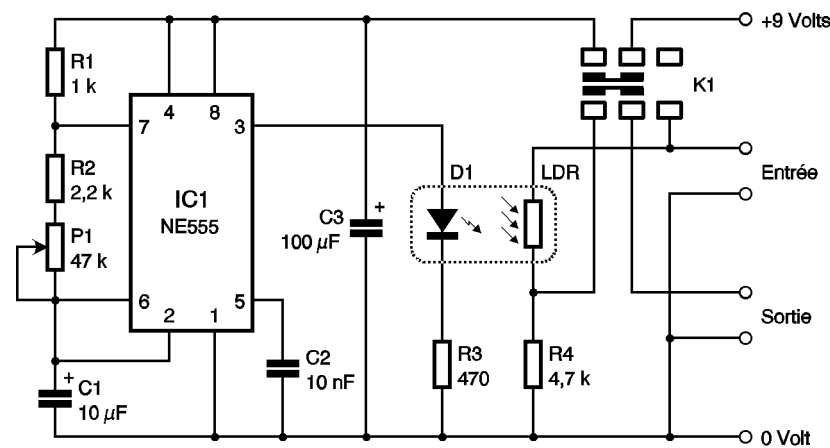 +9 Volts
R1
1 k
4
8
K1
7
3
R2
2,2 k
IC1
NE555
D1
LDR
Entrée
P1
47 k
C3
+
100 µF
6
5
2
1
Sortie
C1
+
10 µF
C2
10 nF
R3
470
R4
4,7 k
0 Volt